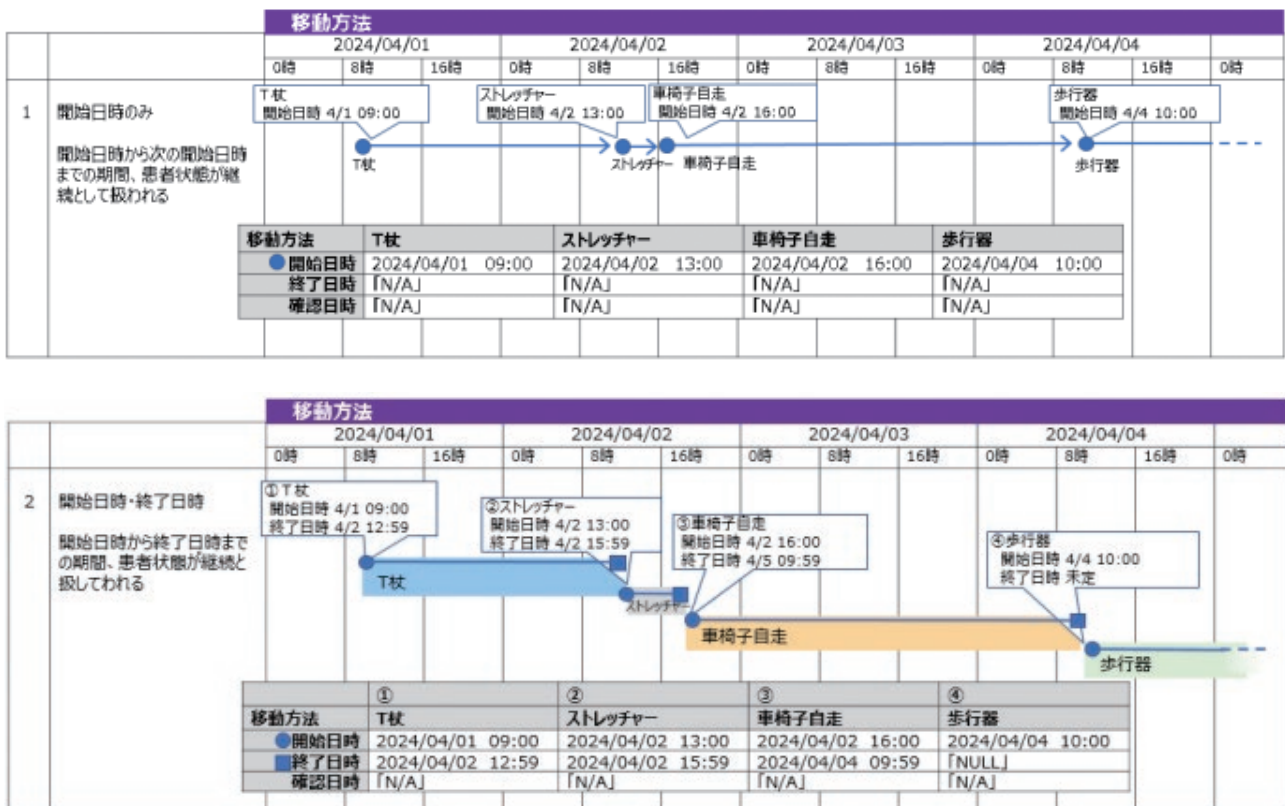 移動方法
2024/04/01 2024/04/02 2024/04/03 2024/04/04
0時 8時 16時 0時 8時 16時 0時 8時 16時 0時 8時 16時 0時
1 開始日時のみ
開始日時から次の開始日時
までの期間、患者状態が継
続として扱われる
T杖
開始日時 4/1 09:00
ストレッチャー
開始日時 4/2 13:00
車椅子自走
開始日時 4/2 16:00
歩行器
開始日時 4/4 10:00
T杖 ストレッチャー 車椅子自走 歩行器
移動方法 T杖 ストレッチャー 車椅子自走 歩行器
開始日時 2024/04/01 09:00 2024/04/02 13:00 2024/04/02 16:00 2024/04/04 10:00
終了日時 「N/A」 「N/A」 「N/A」 「N/A」
確認日時 「N/A」 「N/A」 「N/A」 「N/A」
移動方法
2024/04/01 2024/04/02 2024/04/03 2024/04/04
0時 8時 16時 0時 8時 16時 0時 8時 16時 0時 8時 16時 0時
2 開始日時・終了日時
開始日時から終了日時まで
の期間、患者状態が継続と
扱してわれる
①T杖
開始日時 4/1 09:00
終了日時 4/2 12:59
②ストレッチャー
開始日時 4/2 13:00
終了日時 4/2 15:59
③車椅子自走
開始日時 4/2 16:00
終了日時 4/5 09:59
④歩行器
開始日時 4/4 10:00
終了日時 未定
T杖
ストレッチャー
車椅子自走
歩行器
① ② ③ ④
移動方法 T杖 ストレッチャー 車椅子自走 歩行器
開始日時 2024/04/01 09:00 2024/04/02 13:00 2024/04/02 16:00 2024/04/04 10:00
終了日時 2024/04/02 12:59 2024/04/02 15:59 2024/04/04 09:59 「NULL」
確認日時 「N/A」 「N/A」 「N/A」 「N/A」